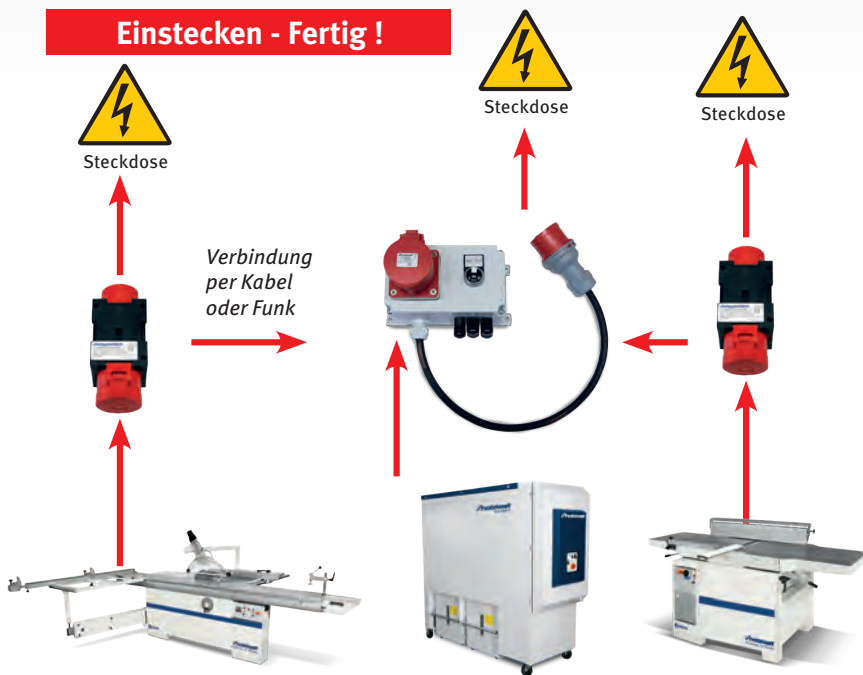 Einstecken - Fertig !
Steckdose
Steckdose
Steckdose
Verbindung
per Kabel
oder Funk